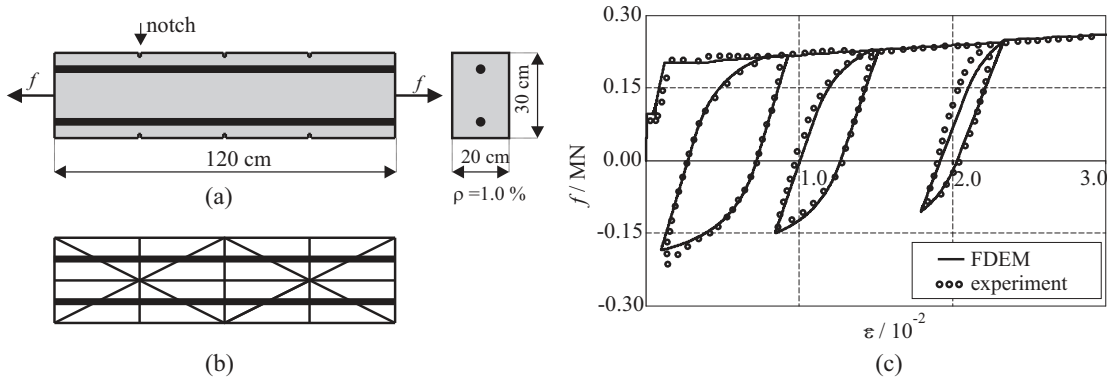 (a)
notch
f
f
120 cm
30 cm
20 cm
ρ =1.0 %
(a)
(b)
0.30
0.15
0.00
-0.15
-0.30
f / MN
1.0
2.0
3.0
FDEM
experiment
ε / 10⁻²
(c)